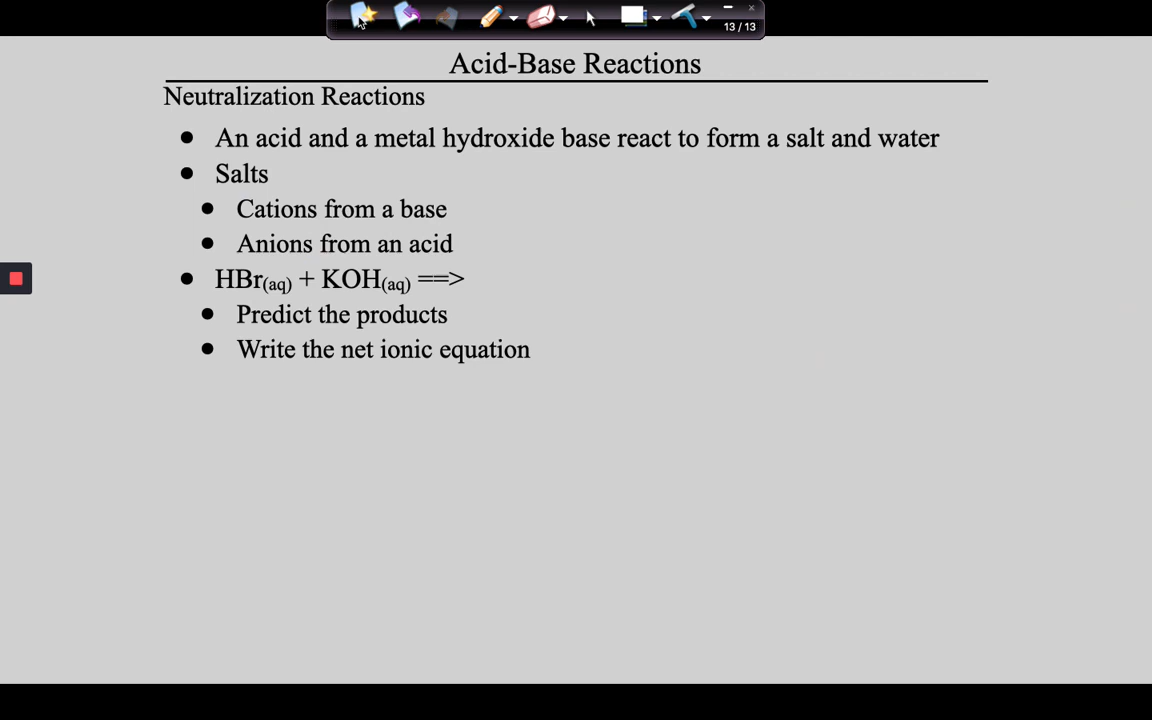 13 / 13
Acid-Base Reactions
Neutralization Reactions
• An acid and a metal hydroxide base react to form a salt and water
• Salts
• Cations from a base
• Anions from an acid
• HBr(aq) + KOH(aq) ==>
• Predict the products
• Write the net ionic equation